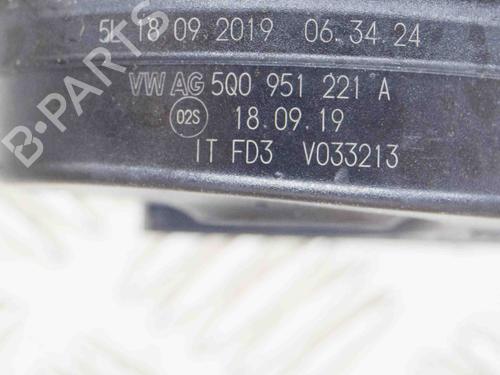 5L 18.09.2019 06.34.24
VW AG 5Q0 951 221 A
02S 18.09.19
IT FD3 V033213
B-PARTS